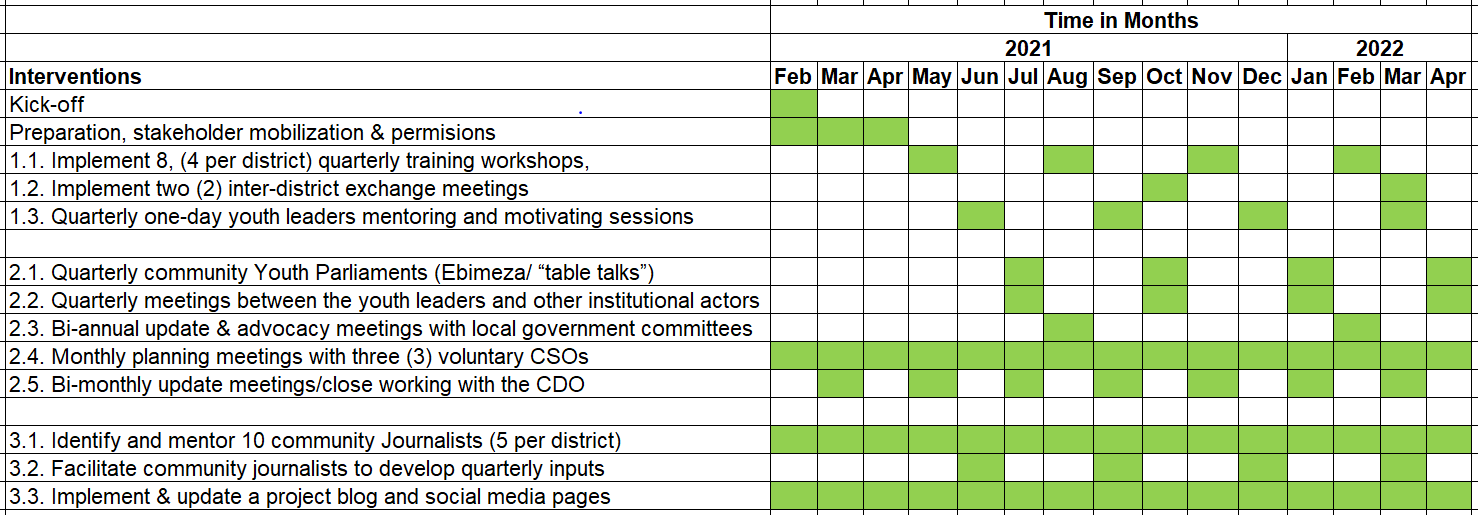 Time in Months
2021 2022
Interventions Feb Mar Apr May Jun Jul Aug Sep Oct Nov Dec Jan Feb Mar Apr
Kick-off
Preparation, stakeholder mobilization & permisions
1.1. Implement 8, (4 per district) quarterly training workshops,
1.2. Implement two (2) inter-district exchange meetings
1.3. Quarterly one-day youth leaders mentoring and motivating sessions
2.1. Quarterly community Youth Parliaments (Ebimeza/ “table talks”)
2.2. Quarterly meetings between the youth leaders and other institutional actors
2.3. Bi-annual update & advocacy meetings with local government committees
2.4. Monthly planning meetings with three (3) voluntary CSOs
2.5. Bi-monthly update meetings/close working with the CDO
3.1. Identify and mentor 10 community Journalists (5 per district)
3.2. Facilitate community journalists to develop quarterly inputs
3.3. Implement & update a project blog and social media pages